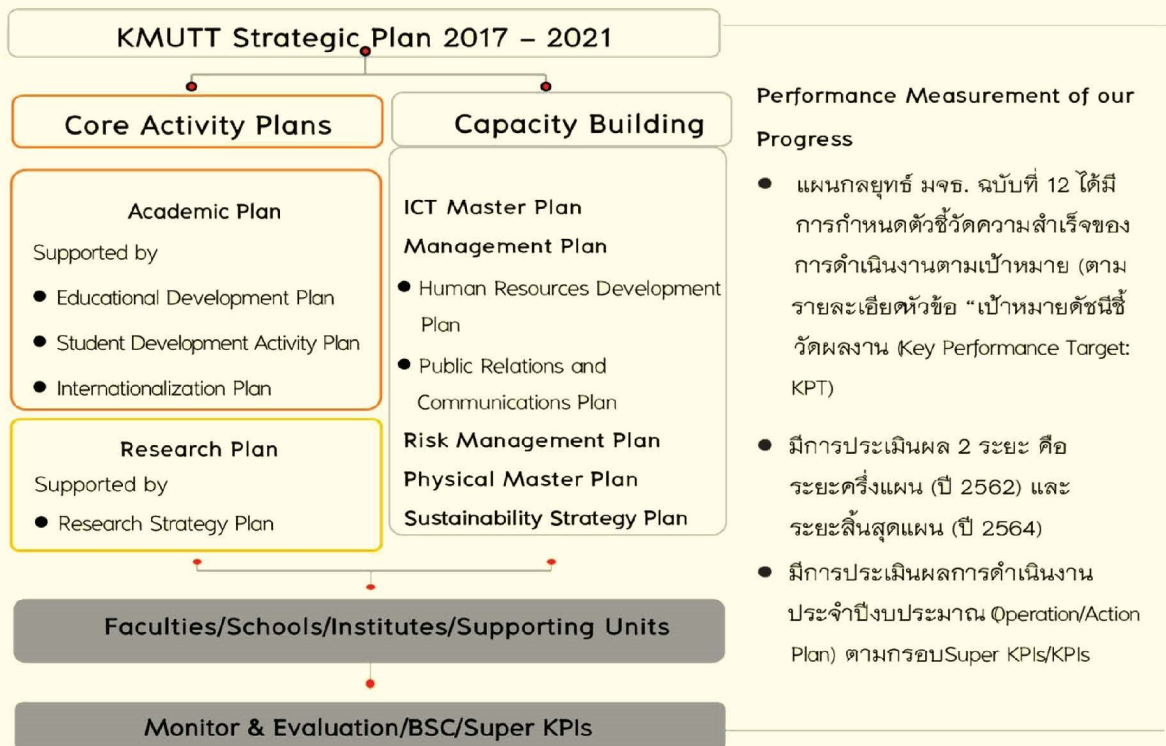 KMUTT Strategic Plan 2017 – 2021
Core Activity Plans
Academic Plan
Supported by
● Educational Development Plan
● Student Development Activity Plan
● Internationalization Plan
Research Plan
Supported by
● Research Strategy Plan
Capacity Building
ICT Master Plan
Management Plan
● Human Resources Development
Plan
● Public Relations and
Communications Plan
Risk Management Plan
Physical Master Plan
Sustainability Strategy Plan
Faculties/Schools/Institutes/Supporting Units
Monitor & Evaluation/BSC/Super KPIs
Performance Measurement of our
Progress
● แผนกลยุทธ์ มจธ. ฉบับที่ 12 ได้มี
การกำหนดตัวชี้วัดความสำเร็จของ
การดำเนินงานตามเป้าหมาย (ตาม
รายละเอียดหัวข้อ “เป้าหมายดัชนีชี้
วัดผลงาน (Key Performance Target:
KPT)
● มีการประเมินผล 2 ระยะ คือ
ระยะครึ่งแผน (ปี 2562) และ
ระยะสิ้นสุดแผน (ปี 2564)
● มีการประเมินผลการดำเนินงาน
ประจำปีงบประมาณ (Operation/Action
Plan) ตามกรอบSuper KPIs/KPIs